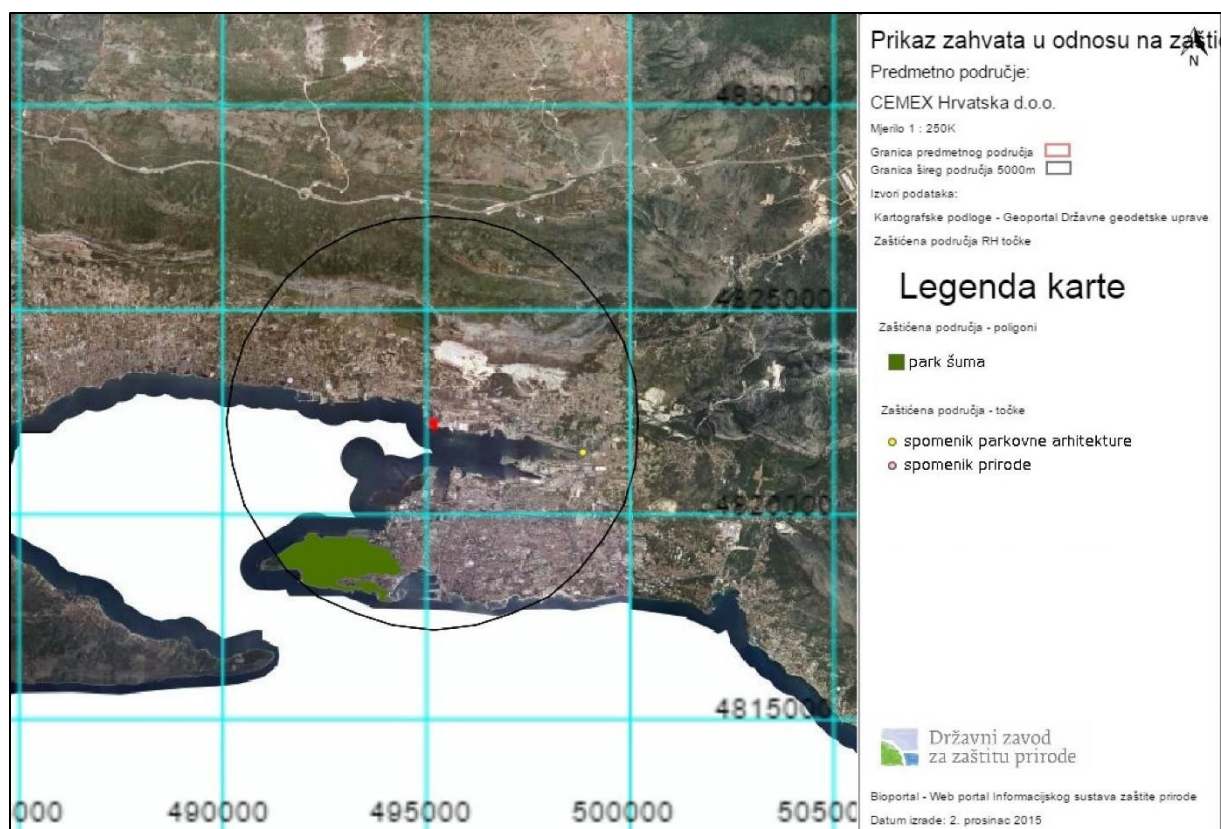 Prikaz zahvata u odnosu na zašti
N
Predmetno područje:
CEMEX Hrvatska d.o.o.
Mjerilo 1 : 250K
Granica predmetnog područja
Granica šireg područja 5000m
Izvori podataka:
Kartografske podloge - Geoportal Državne geodetske uprave
Zaštićena područja RH točke
Legenda karte
Zaštićena područja - poligoni
park šuma
Zaštićena područja - točke
spomenik parkovne arhitekture
spomenik prirode
Državni zavod
za zaštitu prirode
Bioportal - Web portal Informacijskog sustava zaštite prirode
Datum izrade: 2. prosinac 2015
4830000
4825000
4820000
4815000
000 490000 495000 500000 50500